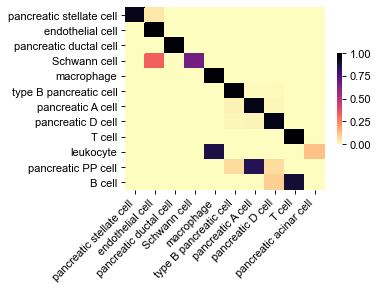 pancreatic stellate cell
endothelial cell
pancreatic ductal cell
Schwann cell
macrophage
type B pancreatic cell
pancreatic A cell
pancreatic D cell
T cell
leukocyte
pancreatic PP cell
B cell
1.00
0.75
0.50
0.25
0.00
pancreatic stellate cell
endothelial cell
pancreatic ductal cell
Schwann cell
macrophage
type B pancreatic cell
pancreatic A cell
pancreatic D cell
T cell
pancreatic acinar cell